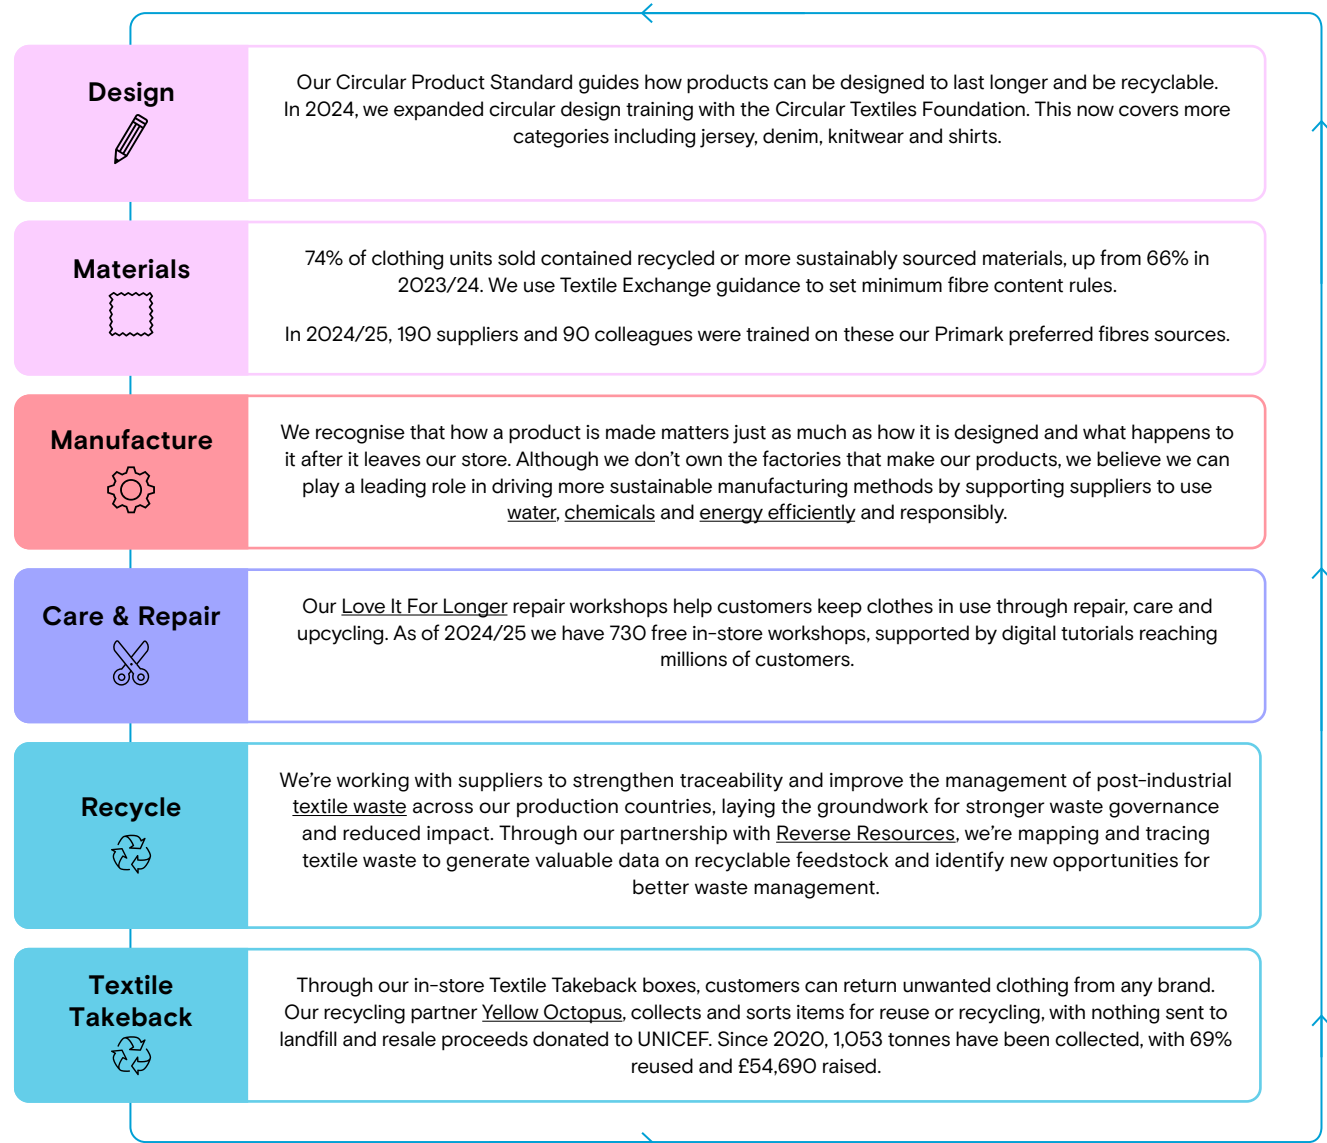 Design
Our Circular Product Standard guides how products can be designed to last longer and be recyclable.
In 2024, we expanded circular design training with the Circular Textiles Foundation. This now covers more
categories including jersey, denim, knitwear and shirts.
Materials
74% of clothing units sold contained recycled or more sustainably sourced materials, up from 66% in
2023/24. We use Textile Exchange guidance to set minimum fibre content rules.
In 2024/25, 190 suppliers and 90 colleagues were trained on these our Primark preferred fibres sources.
Manufacture
We recognise that how a product is made matters just as much as how it is designed and what happens to
it after it leaves our store. Although we don't own the factories that make our products, we believe we can
play a leading role in driving more sustainable manufacturing methods by supporting suppliers to use
water, chemicals and energy efficiently and responsibly.
Care & Repair
Our Love It For Longer repair workshops help customers keep clothes in use through repair, care and
upcycling. As of 2024/25 we have 730 free in-store workshops, supported by digital tutorials reaching
millions of customers.
Recycle
We're working with suppliers to strengthen traceability and improve the management of post-industrial
textile waste across our production countries, laying the groundwork for stronger waste governance
and reduced impact. Through our partnership with Reverse Resources, we're mapping and tracing
textile waste to generate valuable data on recyclable feedstock and identify new opportunities for
better waste management.
Textile
Takeback
Through our in-store Textile Takeback boxes, customers can return unwanted clothing from any brand.
Our recycling partner Yellow Octopus, collects and sorts items for reuse or recycling, with nothing sent to
landfill and resale proceeds donated to UNICEF. Since 2020, 1,053 tonnes have been collected, with 69%
reused and £54,690 raised.